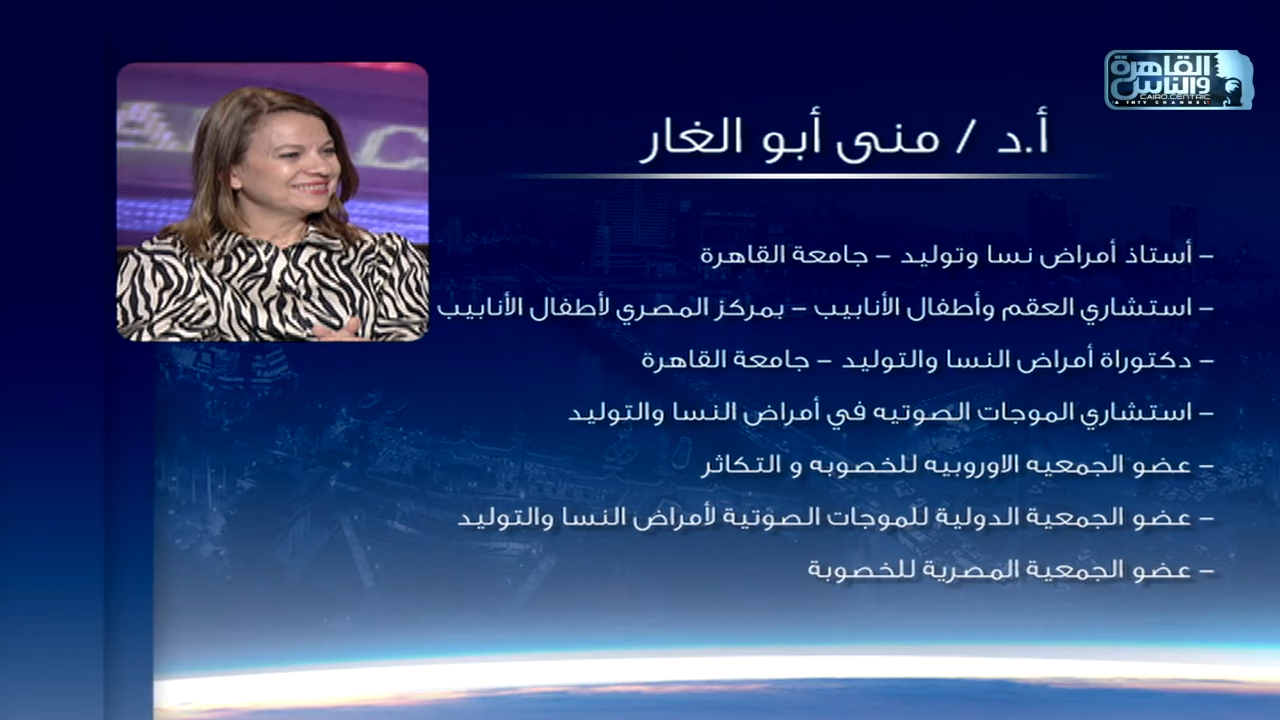 القاهرة
والناس
CAIRO.CENTRIC
A TNTV CHANNEL
أ.د / منى أبو الغار
- أستاذ أمراض نسا وتوليد - جامعة القاهرة
- استشاري العقم وأطفال الأنابيب - بمركز المصري لأطفال الأنابيب
- دكتوراة أمراض النسا والتوليد - جامعة القاهرة
- استشاري الموجات الصوتيه في أمراض النسا والتوليد
- عضو الجمعيه الاوروبيه للخصوبه و التكاثر
- عضو الجمعية الدولية للموجات الصوتية لأمراض النسا والتوليد
- عضو الجمعية المصرية للخصوبة